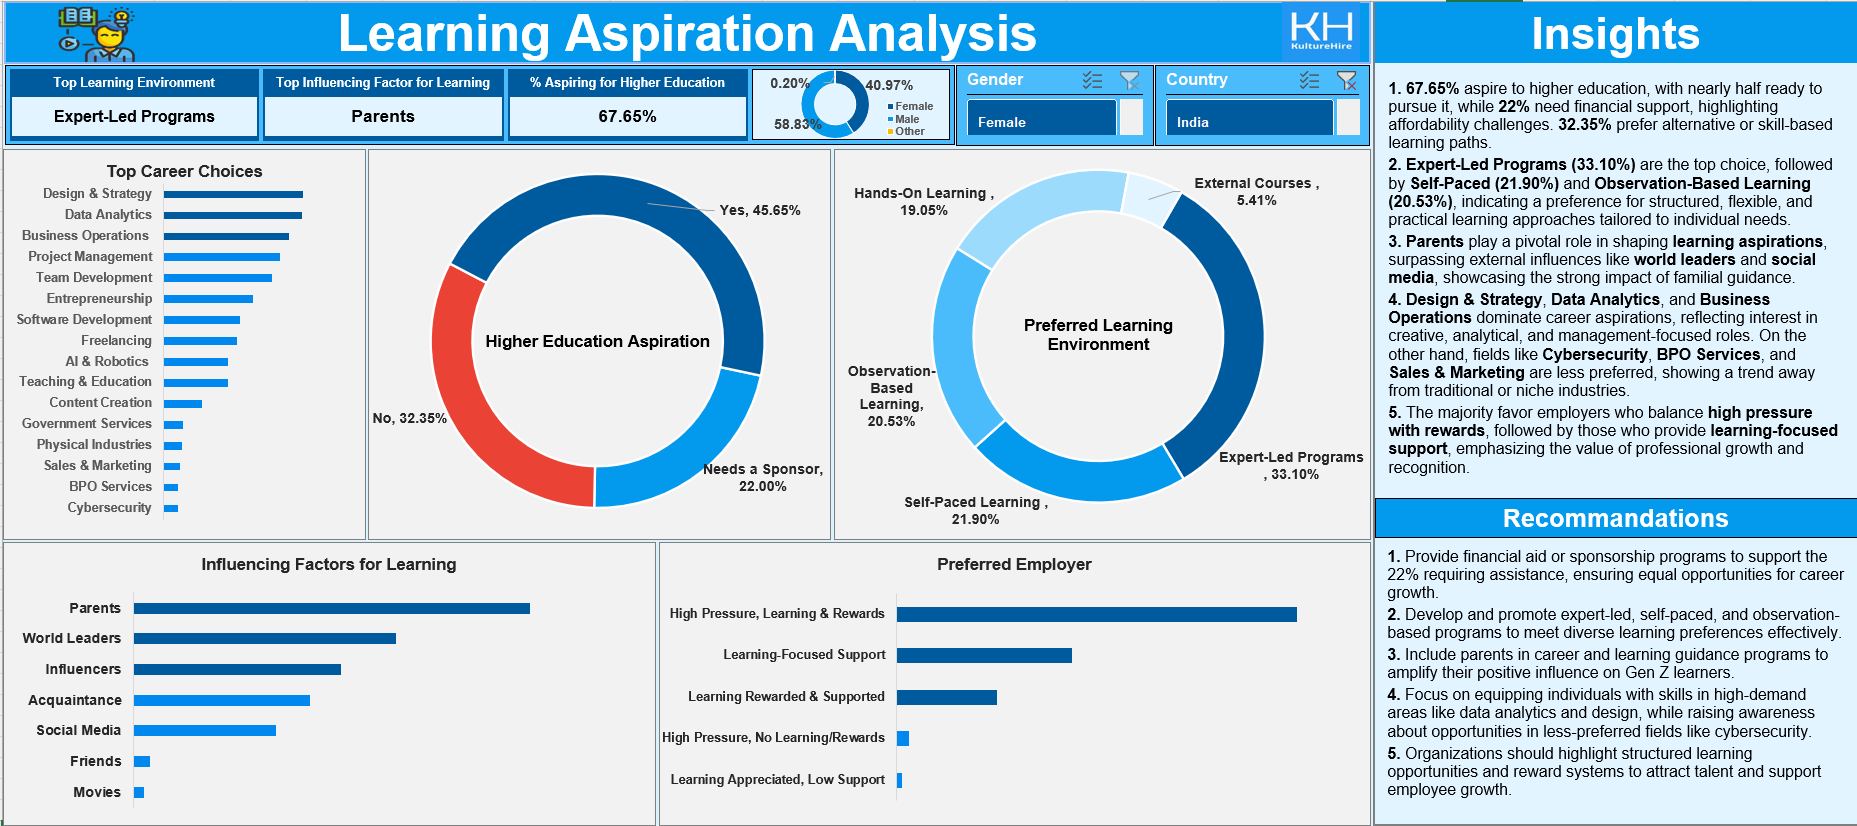 Learning Aspiration Analysis
KH
KultureHire
Top Learning Environment
Expert-Led Programs
Top Influencing Factor for Learning
Parents
% Aspiring for Higher Education
67.65%
0.20%
40.97%
58.83%
Female
Male
Other
Gender
Female
Country
India
Top Career Choices
Design & Strategy
Data Analytics
Business Operations
Project Management
Team Development
Entrepreneurship
Software Development
Freelancing
AI & Robotics
Teaching & Education
Content Creation
Government Services
Physical Industries
Sales & Marketing
BPO Services
Cybersecurity
Higher Education Aspiration
Yes, 45.65%
No, 32.35%
Needs a Sponsor,
22.00%
Preferred Learning
Environment
Hands-On Learning ,
19.05%
External Courses ,
5.41%
Observation-
Based
Learning,
20.53%
Expert-Led Programs
, 33.10%
Self-Paced Learning ,
21.90%
Influencing Factors for Learning
Parents
World Leaders
Influencers
Acquaintance
Social Media
Friends
Movies
Preferred Employer
High Pressure, Learning & Rewards
Learning-Focused Support
Learning Rewarded & Supported
High Pressure, No Learning/Rewards
Learning Appreciated, Low Support
Insights
1. 67.65% aspire to higher education, with nearly half ready to
pursue it, while 22% need financial support, highlighting
affordability challenges. 32.35% prefer alternative or skill-based
learning paths.
2. Expert-Led Programs (33.10%) are the top choice, followed
by Self-Paced (21.90%) and Observation-Based Learning
(20.53%), indicating a preference for structured, flexible, and
practical learning approaches tailored to individual needs.
3. Parents play a pivotal role in shaping learning aspirations,
surpassing external influences like world leaders and social
media, showcasing the strong impact of familial guidance.
4. Design & Strategy, Data Analytics, and Business
Operations dominate career aspirations, reflecting interest in
creative, analytical, and management-focused roles. On the
other hand, fields like Cybersecurity, BPO Services, and
Sales & Marketing are less preferred, showing a trend away
from traditional or niche industries.
5. The majority favor employers who balance high pressure
with rewards, followed by those who provide learning-focused
support, emphasizing the value of professional growth and
recognition.
Recommandations
1. Provide financial aid or sponsorship programs to support the
22% requiring assistance, ensuring equal opportunities for career
growth.
2. Develop and promote expert-led, self-paced, and observation-
based programs to meet diverse learning preferences effectively.
3. Include parents in career and learning guidance programs to
amplify their positive influence on Gen Z learners.
4. Focus on equipping individuals with skills in high-demand
areas like data analytics and design, while raising awareness
about opportunities in less-preferred fields like cybersecurity.
5. Organizations should highlight structured learning
opportunities and reward systems to attract talent and support
employee growth.